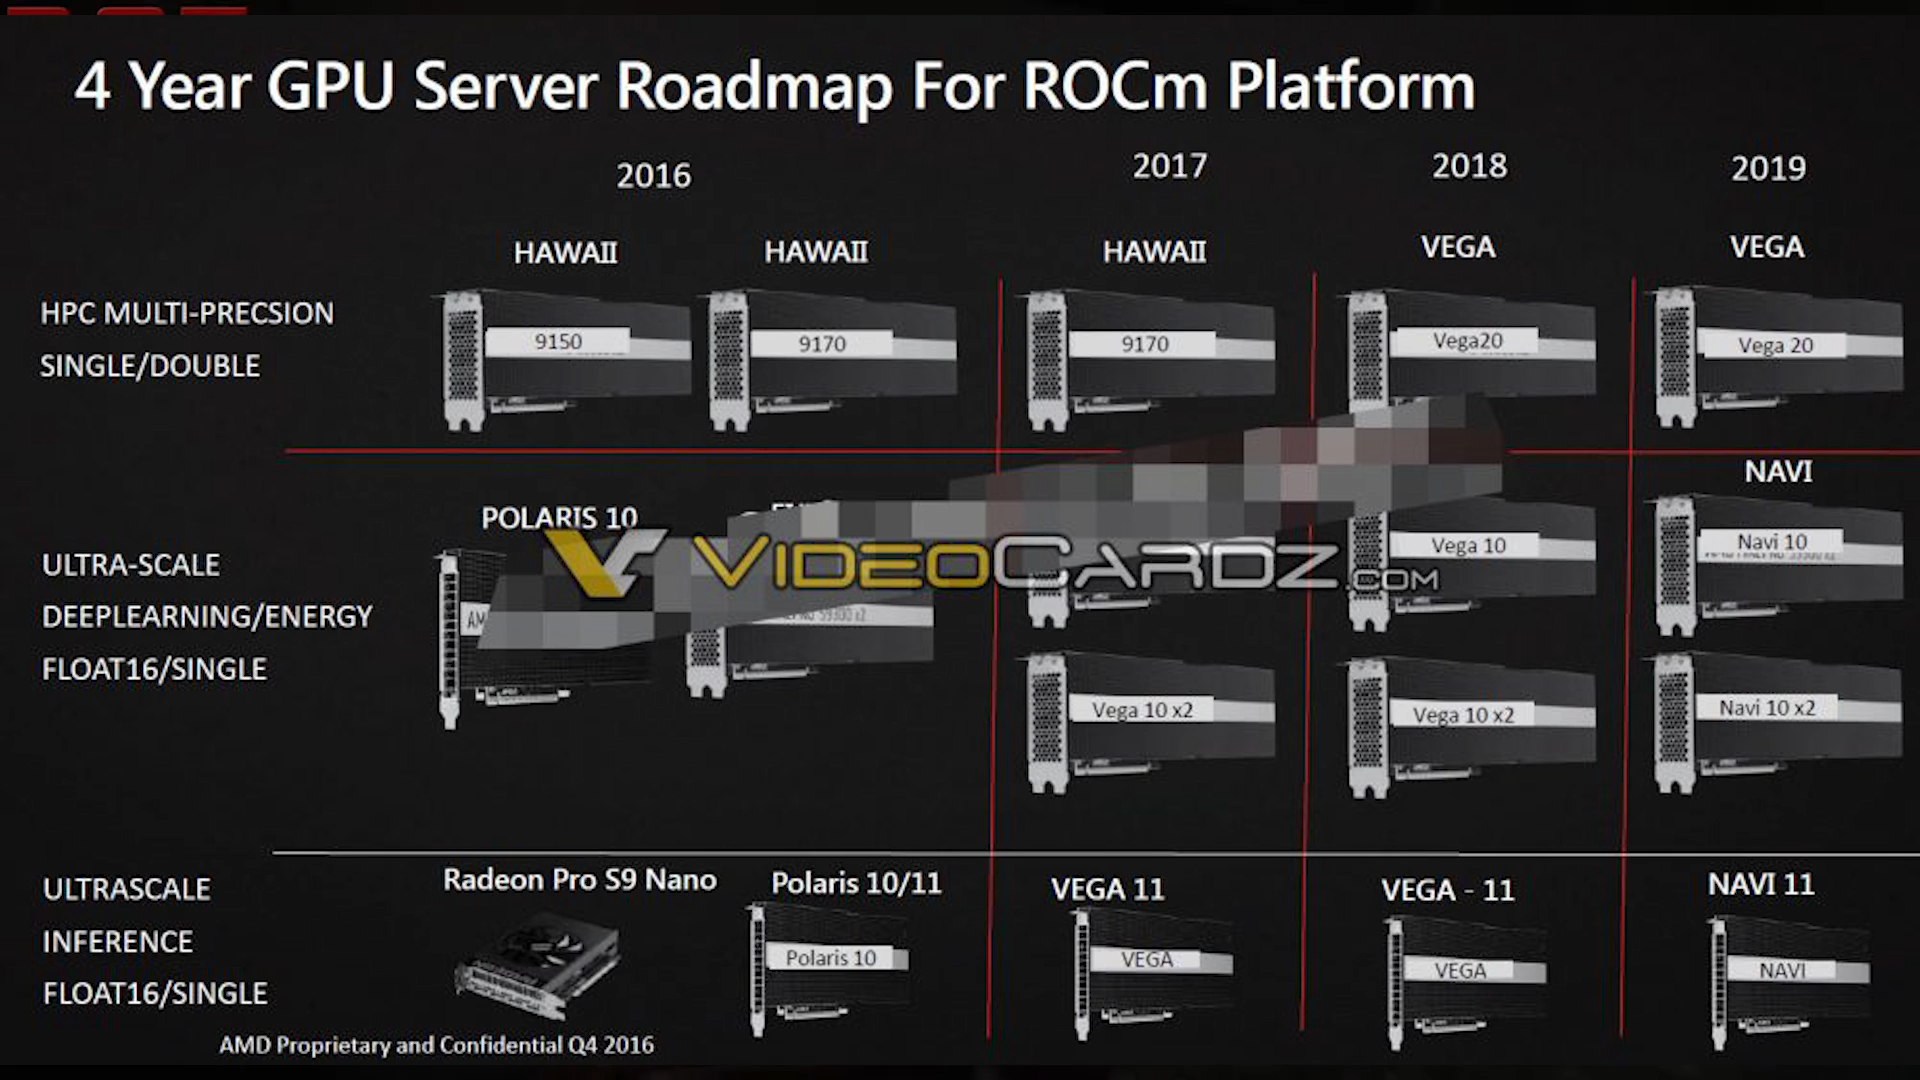 4 Year GPU Server Roadmap For ROCm Platform
2016
2017
2018
2019
HAWAII
HAWAII
HAWAII
VEGA
VEGA
HPC MULTI-PRECSION
SINGLE/DOUBLE
9150
9170
9170
Vega20
Vega 20
NAVI
POLARIS 10
ULTRA-SCALE
DEEPLEARNING/ENERGY
FLOAT16/SINGLE
VIDEOCARDZ.COM
Vega 10
Navi 10
Vega 10 x2
Vega 10 x2
Navi 10 x2
ULTRASCALE
INFERENCE
FLOAT16/SINGLE
Radeon Pro S9 Nano
Polaris 10/11
VEGA 11
VEGA - 11
NAVI 11
Polaris 10
VEGA
VEGA
NAVI
AMD Proprietary and Confidential Q4 2016